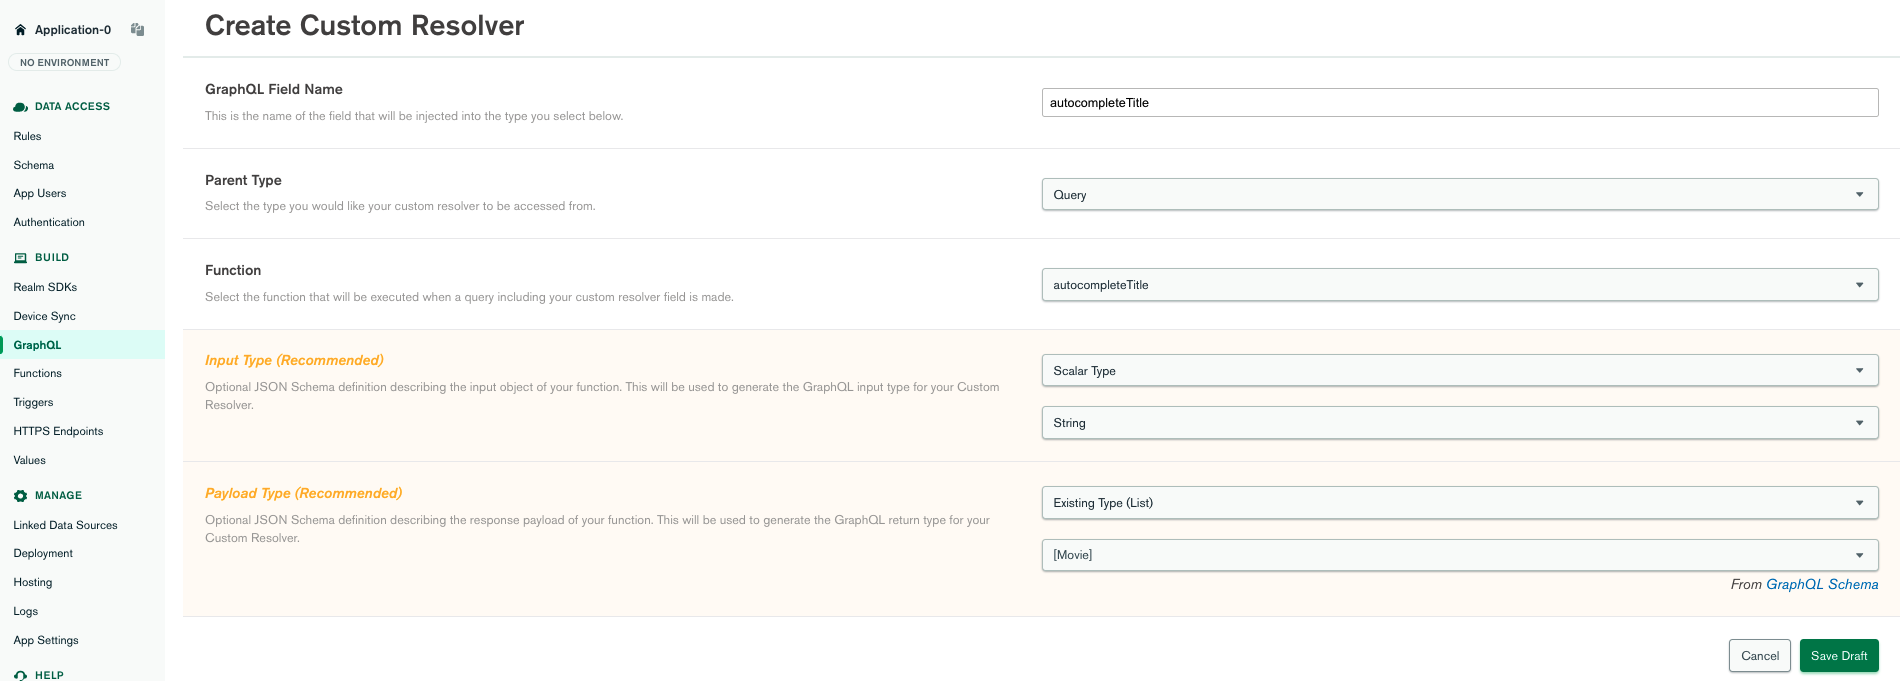 Application-0
NO ENVIRONMENT
DATA ACCESS
Rules
Schema
App Users
Authentication
BUILD
Realm SDKs
Device Sync
GraphQL
Functions
Triggers
HTTPS Endpoints
Values
MANAGE
Linked Data Sources
Deployment
Hosting
Logs
App Settings
HELP
Create Custom Resolver
GraphQL Field Name
This is the name of the field that will be injected into the type you select below.
autocompleteTitle
Parent Type
Select the type you would like your custom resolver to be accessed from.
Query
Function
Select the function that will be executed when a query including your custom resolver field is made.
autocompleteTitle
Input Type (Recommended)
Optional JSON Schema definition describing the input object of your function. This will be used to generate the GraphQL input type for your Custom
Resolver.
Scalar Type
String
Payload Type (Recommended)
Optional JSON Schema definition describing the response payload of your function. This will be used to generate the GraphQL return type for your
Custom Resolver.
Existing Type (List)
[Movie]
From GraphQL Schema
Cancel
Save Draft